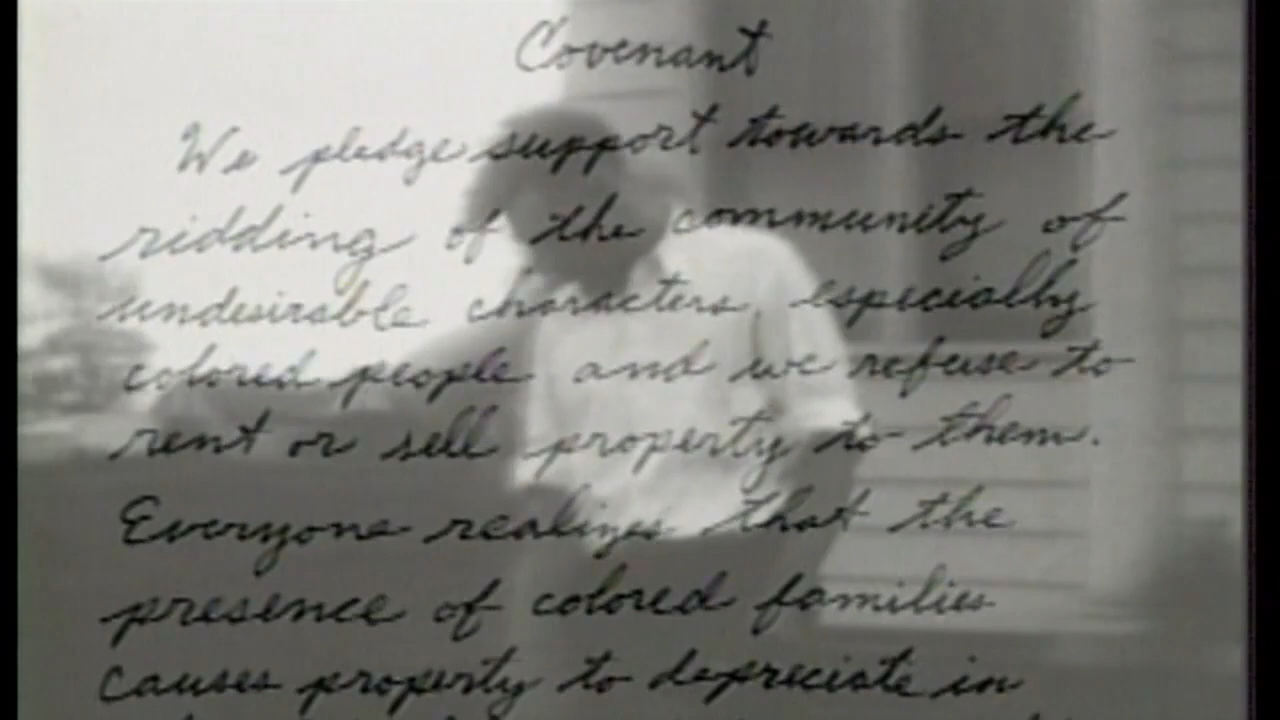 Covenant
We pledge support towards the
ridding of the community of
undesirable characters, especially
colored people and we refuse to
rent or sell property to them.
Everyone realizes that the
presence of colored families
causes property to depreciate in